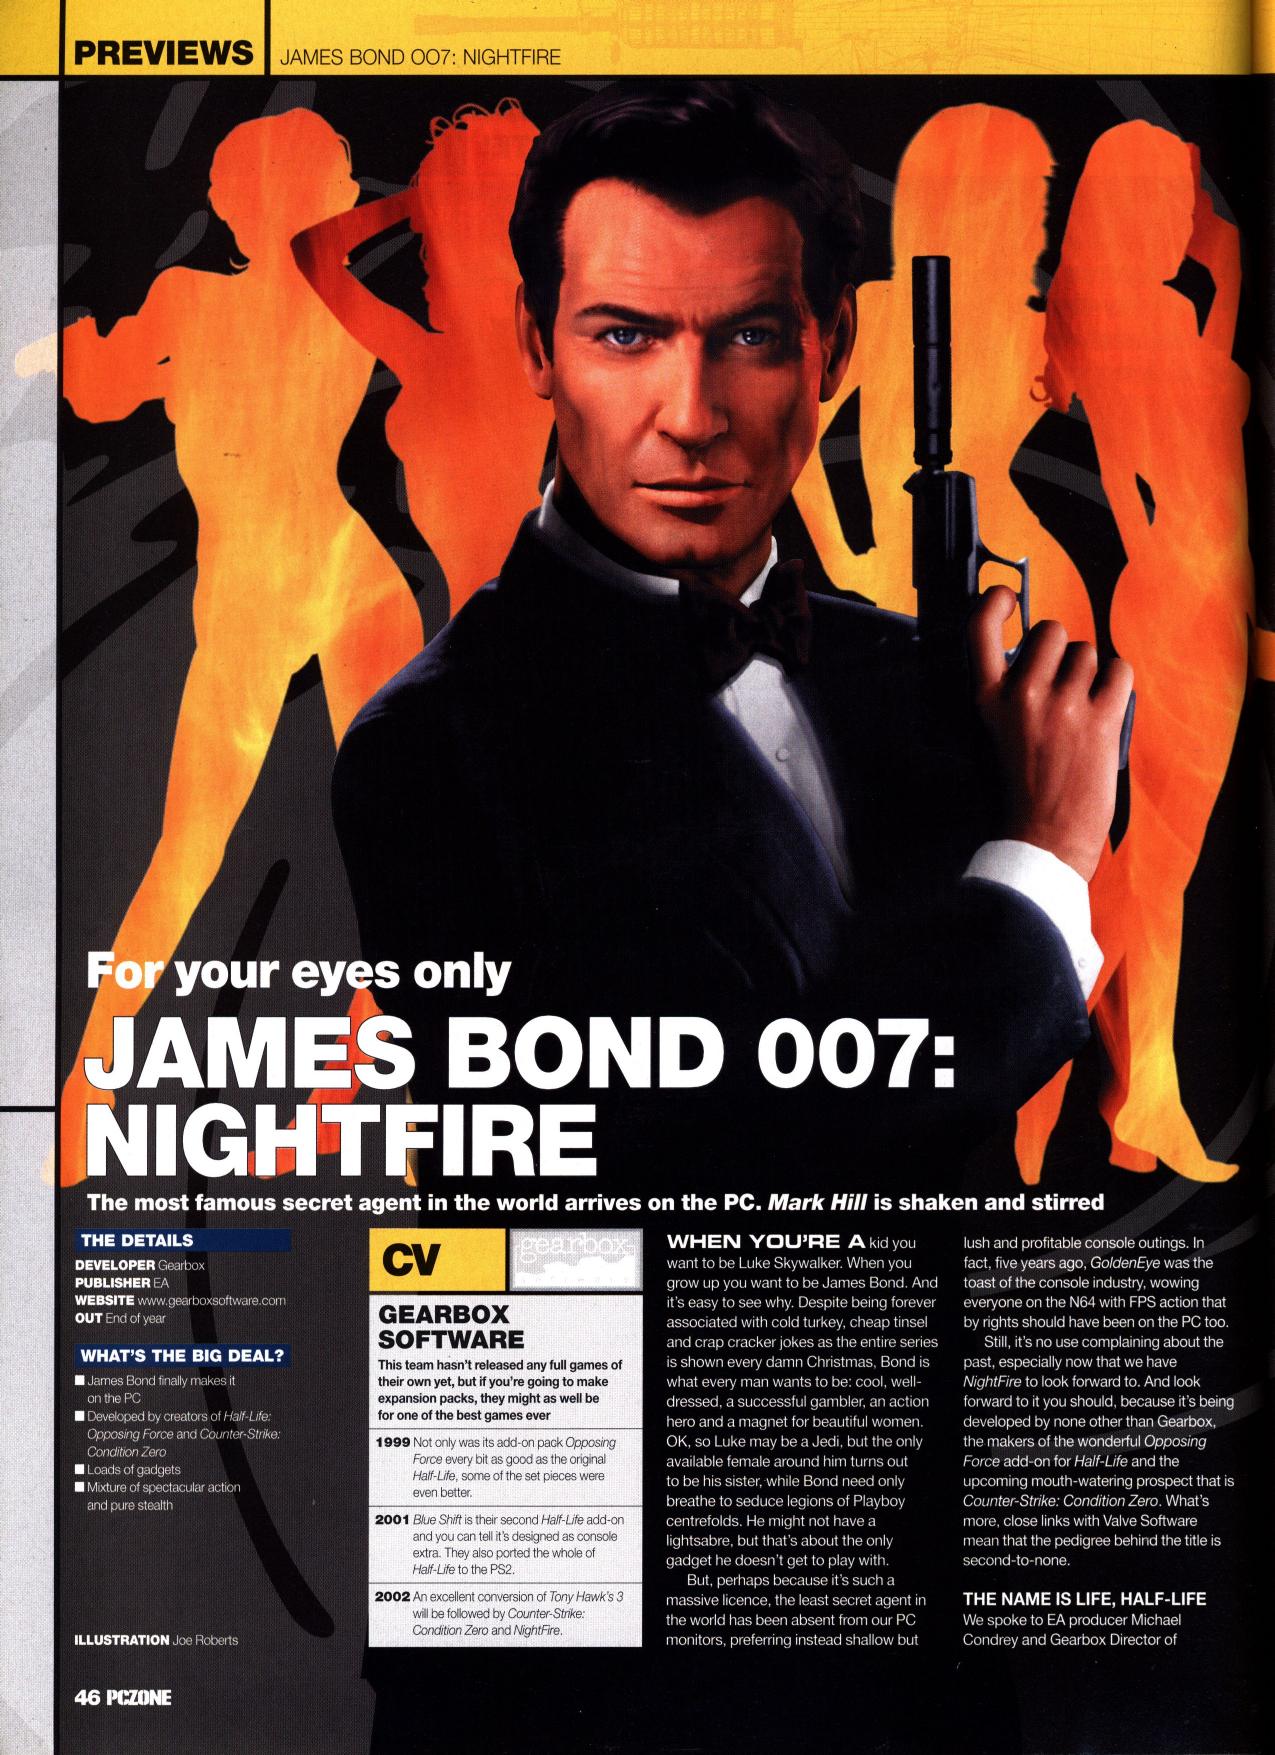 PREVIEWS
JAMES BOND 007: NIGHTFIRE
For your eyes only
JAMES BOND 007:
NIGHTFIRE
The most famous secret agent in the world arrives on the PC. Mark Hill is shaken and stirred
THE DETAILS
DEVELOPER Gearbox
PUBLISHER EA
WEBSITE www.gearboxsoftware.com
OUT End of year
WHAT'S THE BIG DEAL?
■ James Bond finally makes it
on the PC
■ Developed by creators of Half-Life:
Opposing Force and Counter-Strike:
Condition Zero
■ Loads of gadgets
■ Mixture of spectacular action
and pure stealth
ILLUSTRATION Joe Roberts
CV
gearbox
GEARBOX
SOFTWARE
This team hasn't released any full games of
their own yet, but if you're going to make
expansion packs, they might as well be
for one of the best games ever
1999 Not only was its add-on pack Opposing
Force every bit as good as the original
Half-Life, some of the set pieces were
even better.
2001 Blue Shift is their second Half-Life add-on
and you can tell it's designed as console
extra. They also ported the whole of
Half-Life to the PS2.
2002 An excellent conversion of Tony Hawk's 3
will be followed by Counter-Strike:
Condition Zero and NightFire.
WHEN YOU'RE A kid you
want to be Luke Skywalker. When you
grow up you want to be James Bond. And
it's easy to see why. Despite being forever
associated with cold turkey, cheap tinsel
and crap cracker jokes as the entire series
is shown every damn Christmas, Bond is
what every man wants to be: cool, well-
dressed, a successful gambler, an action
hero and a magnet for beautiful women.
OK, so Luke may be a Jedi, but the only
available female around him turns out
to be his sister, while Bond need only
breathe to seduce legions of Playboy
centrefolds. He might not have a
lightsabre, but that's about the only
gadget he doesn't get to play with.
But, perhaps because it's such a
massive licence, the least secret agent in
the world has been absent from our PC
monitors, preferring instead shallow but
lush and profitable console outings. In
fact, five years ago, GoldenEye was the
toast of the console industry, wowing
everyone on the N64 with FPS action that
by rights should have been on the PC too.
Still, it's no use complaining about the
past, especially now that we have
NightFire to look forward to. And look
forward to it you should, because it's being
developed by none other than Gearbox,
the makers of the wonderful Opposing
Force add-on for Half-Life and the
upcoming mouth-watering prospect that is
Counter-Strike: Condition Zero. What's
more, close links with Valve Software
mean that the pedigree behind the title is
second-to-none.
THE NAME IS LIFE, HALF-LIFE
We spoke to EA producer Michael
Condrey and Gearbox Director of
46 PCZONE